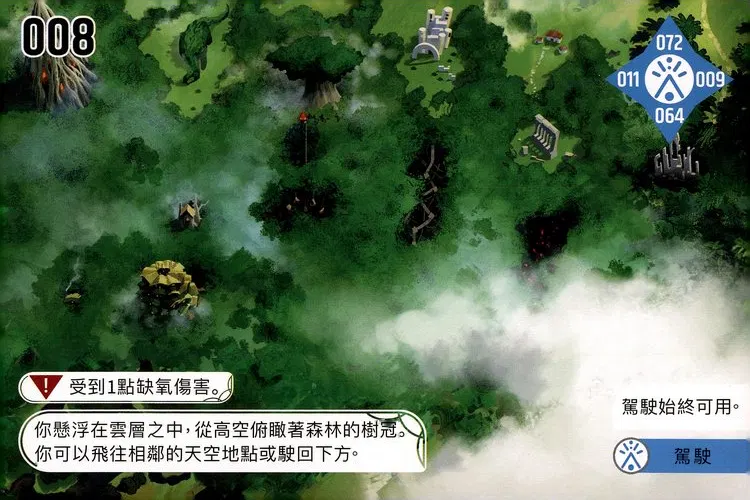 008
072
011
009
064
受到1點缺氧傷害。
你懸浮在雲層之中，從高空俯瞰著森林的樹冠。
你可以飛往相鄰的天空地點或駛回下方。
駕駛始終可用。
駕駛